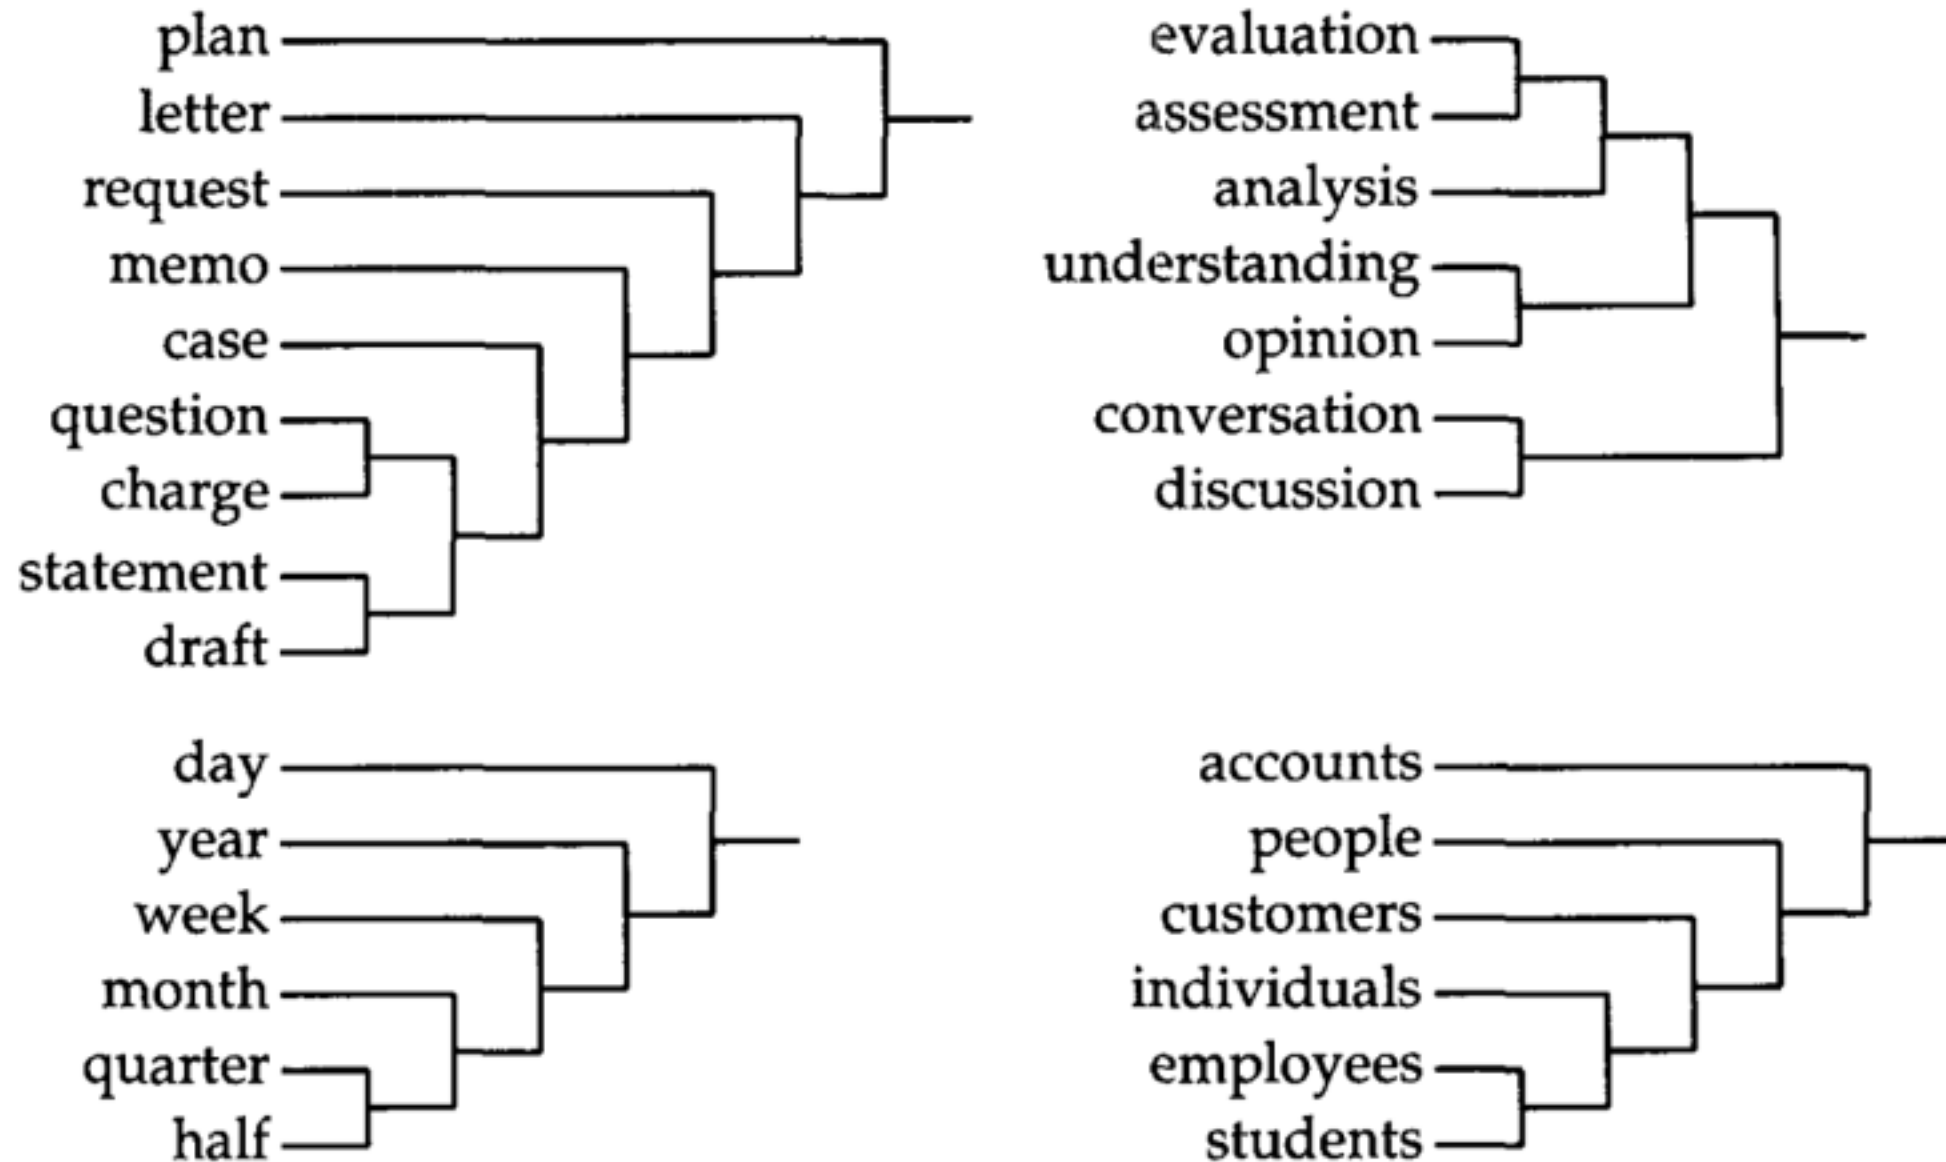 plan
letter
request
memo
case
question
charge
statement
draft
evaluation
assessment
analysis
understanding
opinion
conversation
discussion
day
year
week
month
quarter
half
accounts
people
customers
individuals
employees
students